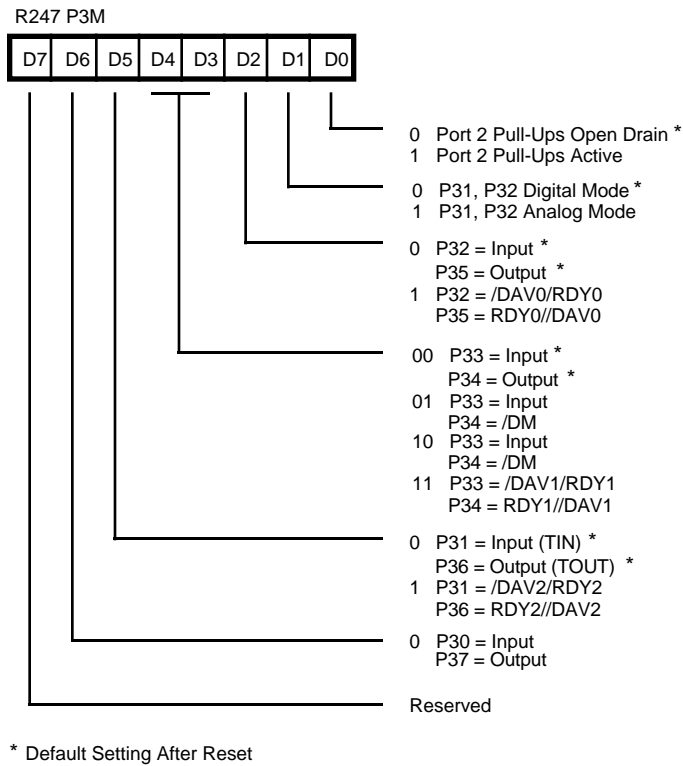 R247 P3M
D7 D6 D5 D4 D3 D2 D1 D0
0 Port 2 Pull-Ups Open Drain *
1 Port 2 Pull-Ups Active
0 P31, P32 Digital Mode *
1 P31, P32 Analog Mode
0 P32 = Input *
P35 = Output *
1 P32 = /DAV0/RDY0
P35 = RDY0//DAV0
00 P33 = Input *
P34 = Output *
01 P33 = Input
P34 = /DM
10 P33 = Input
P34 = /DM
11 P33 = /DAV1/RDY1
P34 = RDY1//DAV1
0 P31 = Input (TIN) *
P36 = Output (TOUT) *
1 P31 = /DAV2/RDY2
P36 = RDY2//DAV2
0 P30 = Input
P37 = Output
Reserved
* Default Setting After Reset